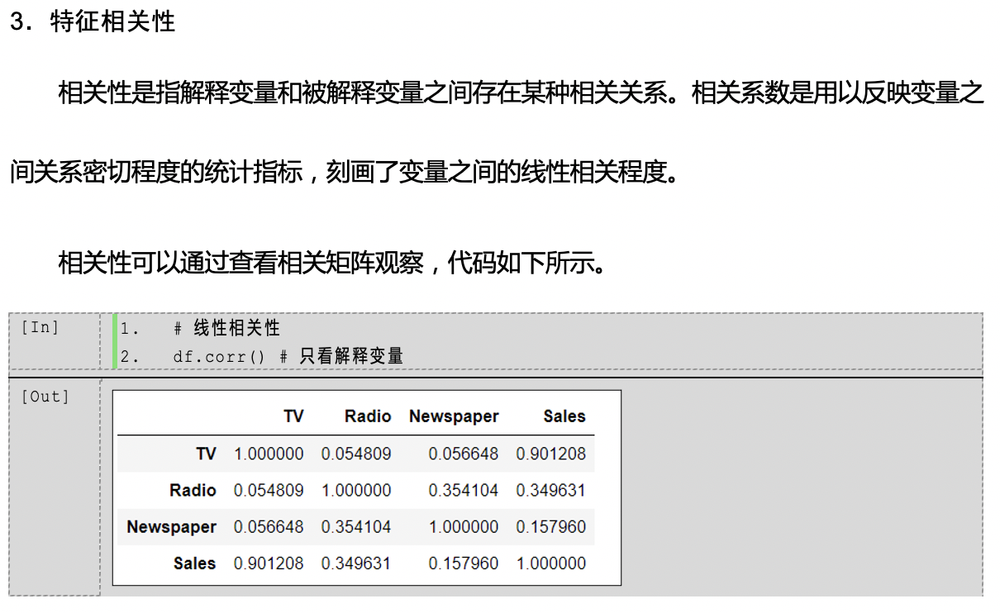 3．特征相关性
相关性是指解释变量和被解释变量之间存在某种相关关系。相关系数是用以反映变量之
间关系密切程度的统计指标，刻画了变量之间的线性相关程度。
相关性可以通过查看相关矩阵观察，代码如下所示。
[In] 1. # 线性相关性
2. df.corr() # 只看解释变量
[Out]
TV Radio Newspaper Sales
TV 1.000000 0.054809 0.056648 0.901208
Radio 0.054809 1.000000 0.354104 0.349631
Newspaper 0.056648 0.354104 1.000000 0.157960
Sales 0.901208 0.349631 0.157960 1.000000